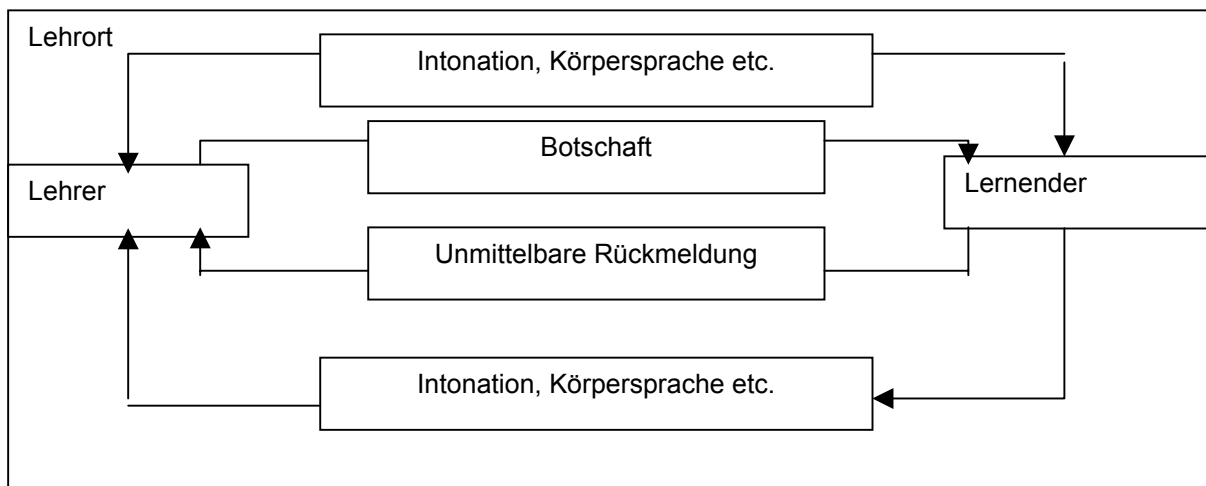 Lehrort
Intonation, Körpersprache etc.
Botschaft
Lehrer
Lernender
Unmittelbare Rückmeldung
Intonation, Körpersprache etc.